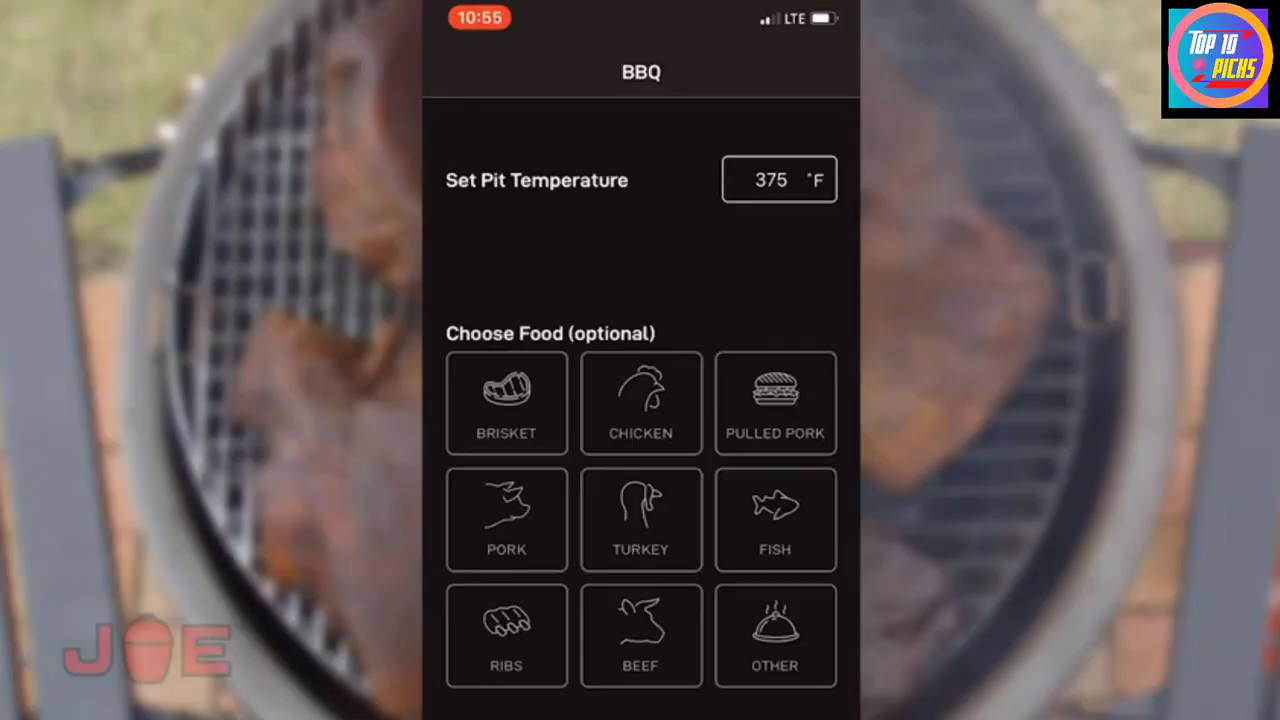 10:55
LTE
BBQ
TOP 10
PICKS
Set Pit Temperature
375 °F
Choose Food (optional)
BRISKET
CHICKEN
PULLED PORK
PORK
TURKEY
FISH
RIBS
BEEF
OTHER
JOE